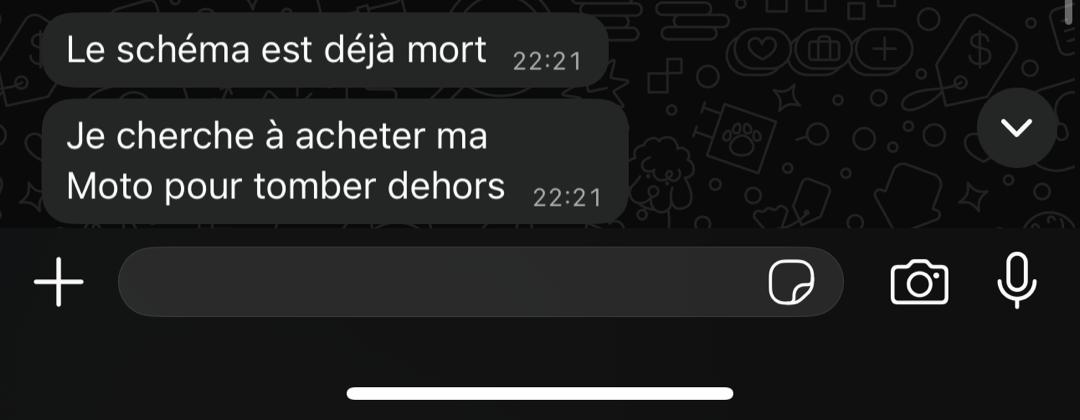 Le schéma est déjà mort 22:21
Je cherche à acheter ma
Moto pour tomber dehors 22:21